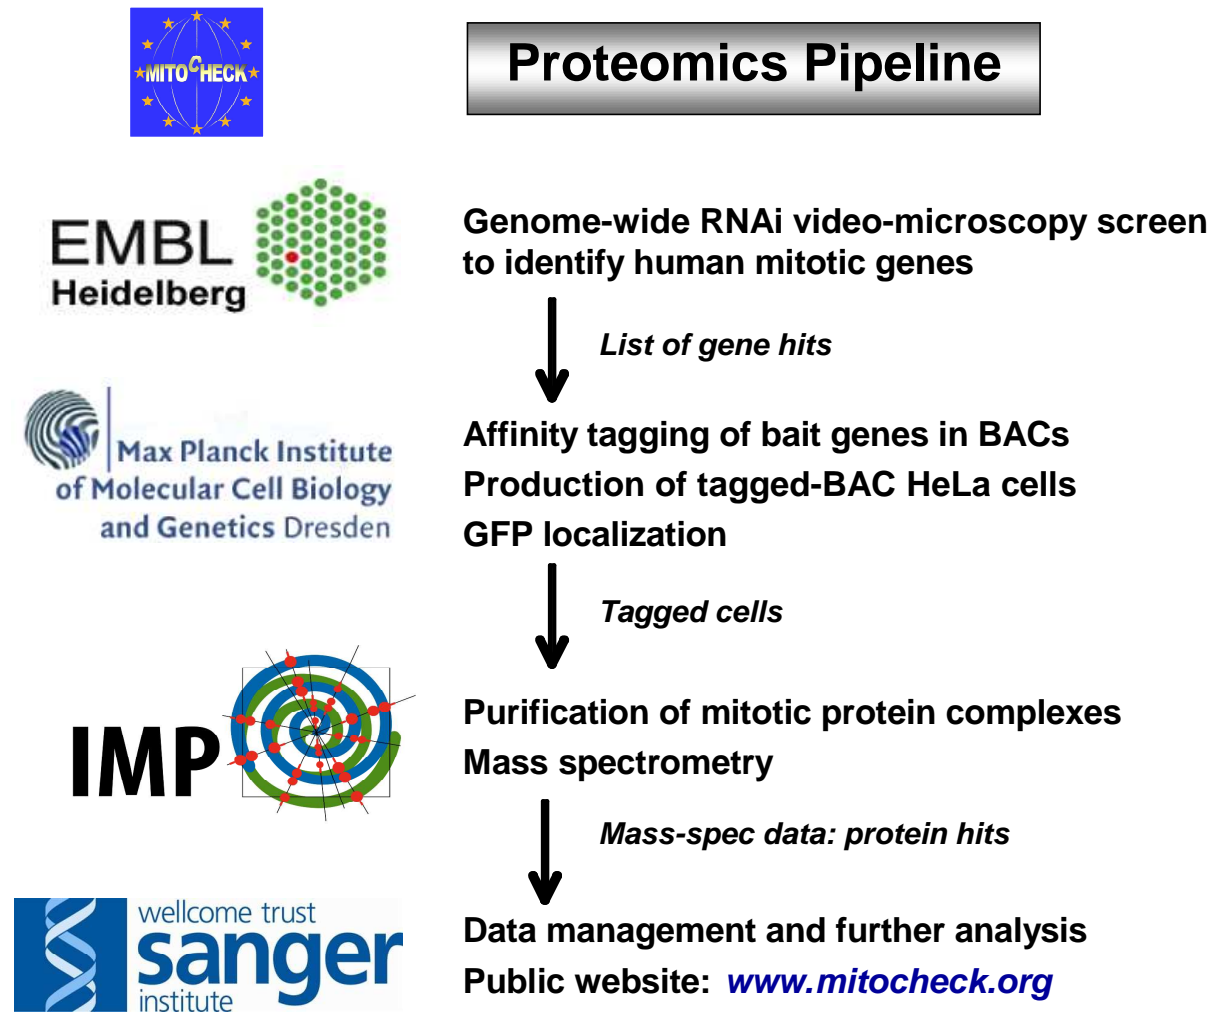 MITOCHECK
Proteomics Pipeline
EMBL
Heidelberg
Genome-wide RNAi video-microscopy screen
to identify human mitotic genes
List of gene hits
Max Planck Institute
of Molecular Cell Biology
and Genetics Dresden
Affinity tagging of bait genes in BACs
Production of tagged-BAC HeLa cells
GFP localization
Tagged cells
IMP
Purification of mitotic protein complexes
Mass spectrometry
Mass-spec data: protein hits
wellcome trust
sanger
institute
Data management and further analysis
Public website: www.mitocheck.org